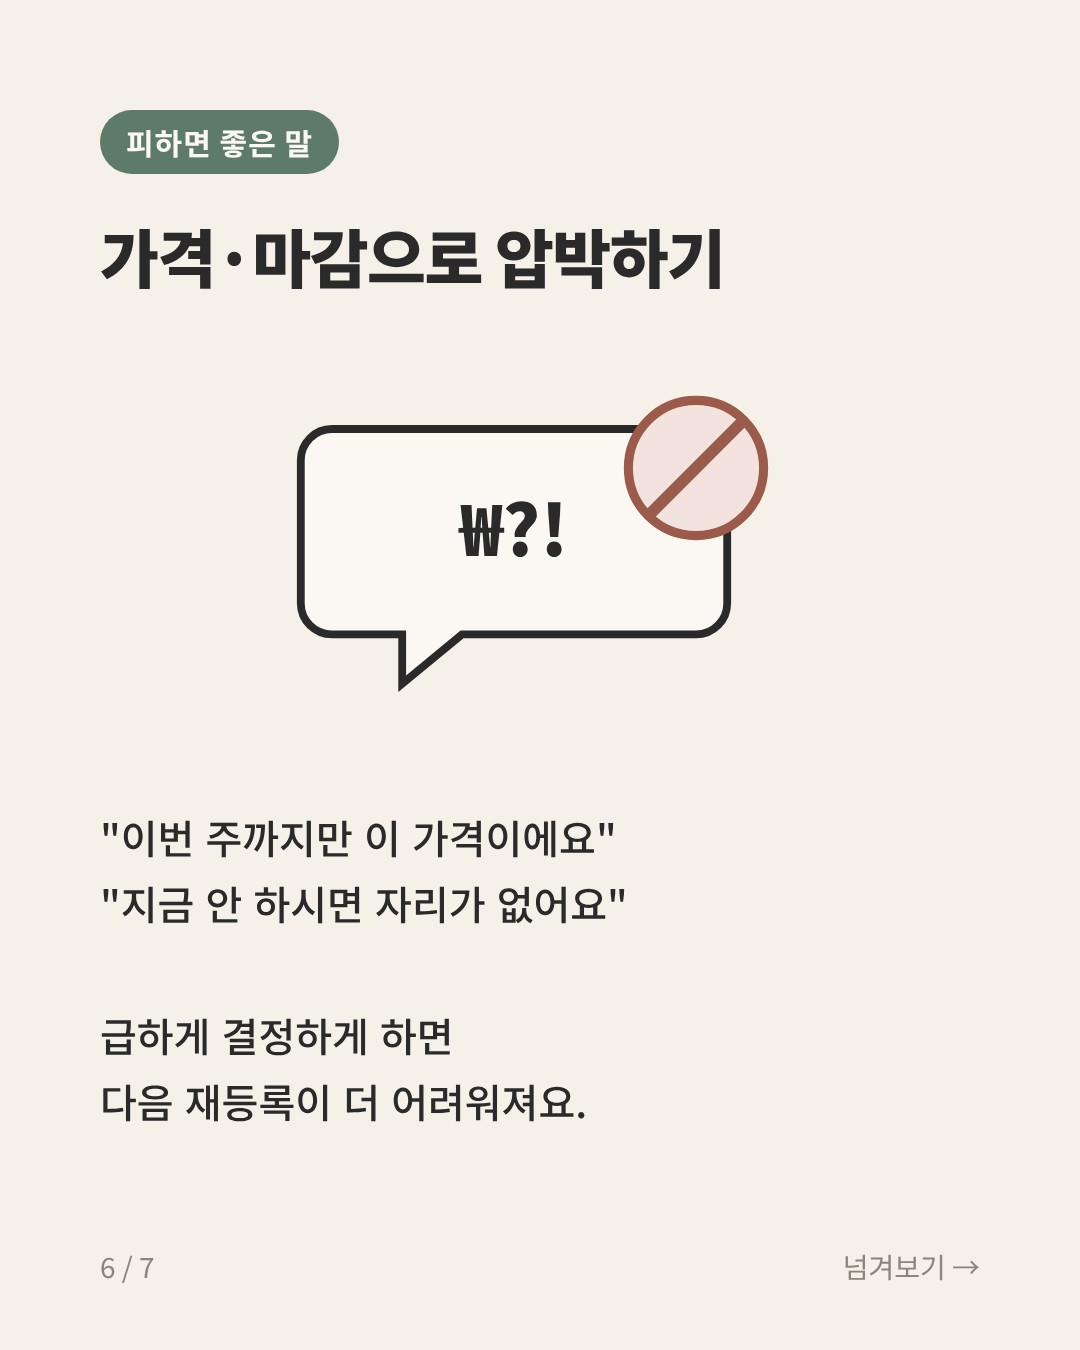 피하면 좋은 말
가격·마감으로 압박하기
₩?!
"이번 주까지만 이 가격이에요"
"지금 안 하시면 자리가 없어요"
급하게 결정하게 하면
다음 재등록이 더 어려워져요.
6 / 7
넘겨보기 →